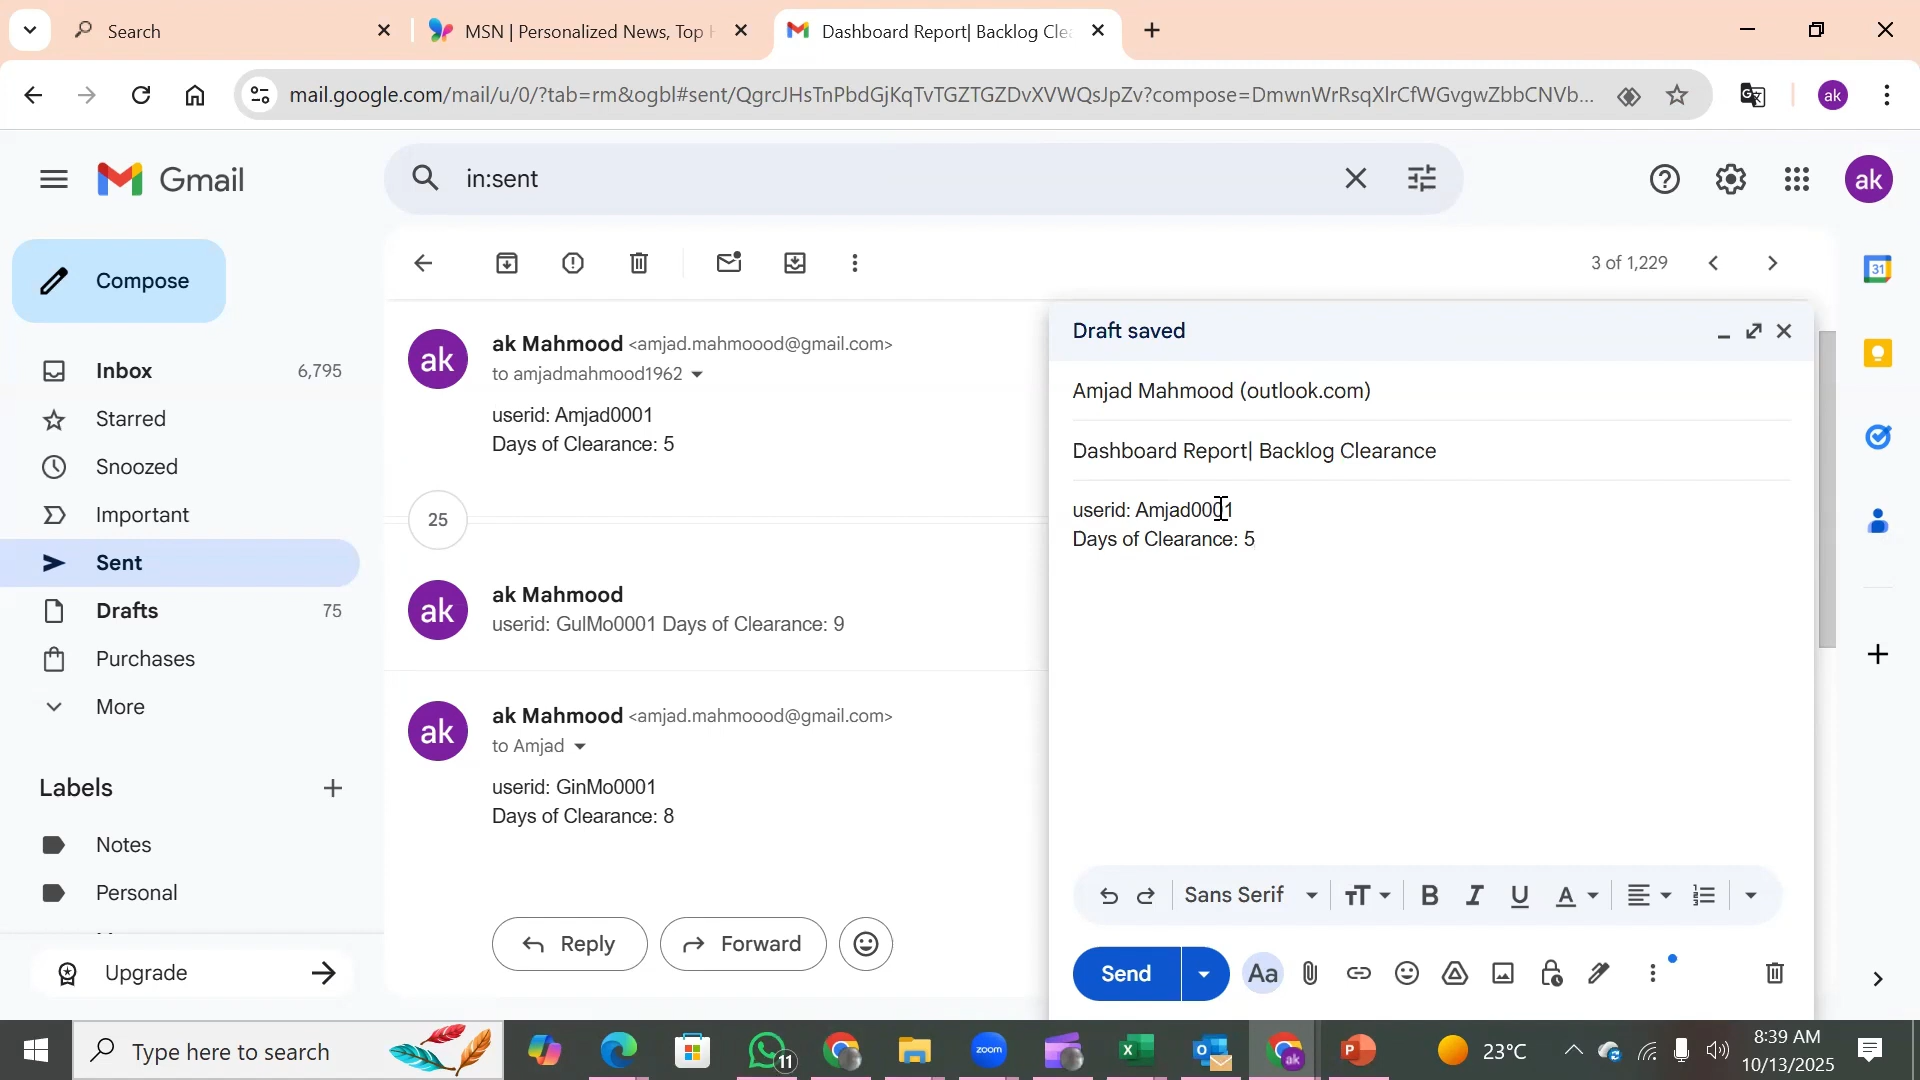 Search
MSN | Personalized News, Top
Dashboard Report| Backlog Cle
mail.google.com/mail/u/0/?tab=rm&ogbl#sent/QgrcJHsTnPbdGjKqTvTGZTGZDvXVWQsJpZv?compose=DmwnWrRsqXlrCfWGvgwZbbCNVb...
ak
Gmail
in:sent
ak
Compose
3 of 1,229
31
Inbox 6,795
Starred
Snoozed
Important
Sent
Drafts 75
Purchases
More
Labels
Notes
Personal
Upgrade
ak
ak Mahmood <amjad.mahmoood@gmail.com>
to amjadmahmood1962
userid: Amjad0001
Days of Clearance: 5
25
ak
ak Mahmood
userid: GulMo0001 Days of Clearance: 9
ak
ak Mahmood <amjad.mahmoood@gmail.com>
to Amjad
userid: GinMo0001
Days of Clearance: 8
Reply
Forward
Draft saved
Amjad Mahmood (outlook.com)
Dashboard Report| Backlog Clearance
userid: Amjad0001
Days of Clearance: 5
Sans Serif
Send
Type here to search
11
zoom
23°C
8:39 AM
10/13/2025